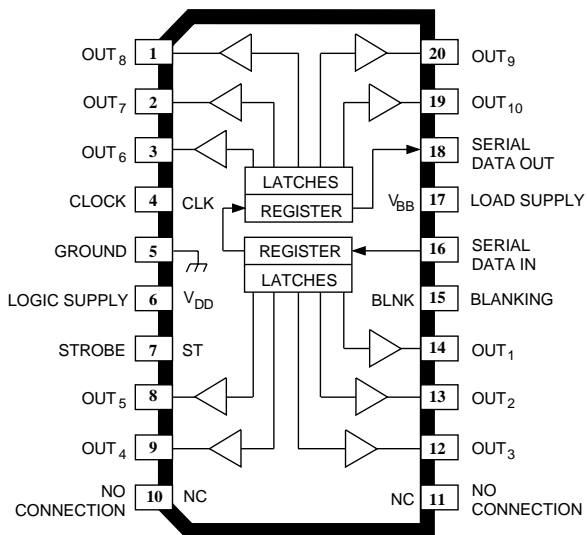 OUT8 1 20 OUT9
OUT7 2 19 OUT10
OUT6 3 18 SERIAL DATA OUT
LATCHES
CLOCK 4 CLK REGISTER VBB 17 LOAD SUPPLY
GROUND 5 REGISTER 16 SERIAL DATA IN
LATCHES
LOGIC SUPPLY 6 VDD BLNK 15 BLANKING
STROBE 7 ST 14 OUT1
OUT5 8 13 OUT2
OUT4 9 12 OUT3
NO CONNECTION 10 NC NC 11 NO CONNECTION